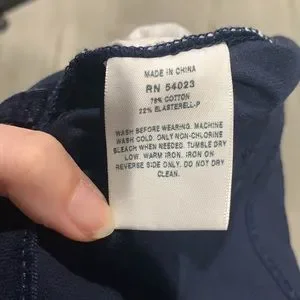 MADE IN CHINA
RN 54023
78% COTTON
22% ELASTERELL-P
WASH BEFORE WEARING. MACHINE
WASH COLD. ONLY NON-CHLORINE
BLEACH WHEN NEEDED. TUMBLE DRY
LOW. WARM IRON. IRON ON
REVERSE SIDE ONLY. DO NOT DRY
CLEAN.